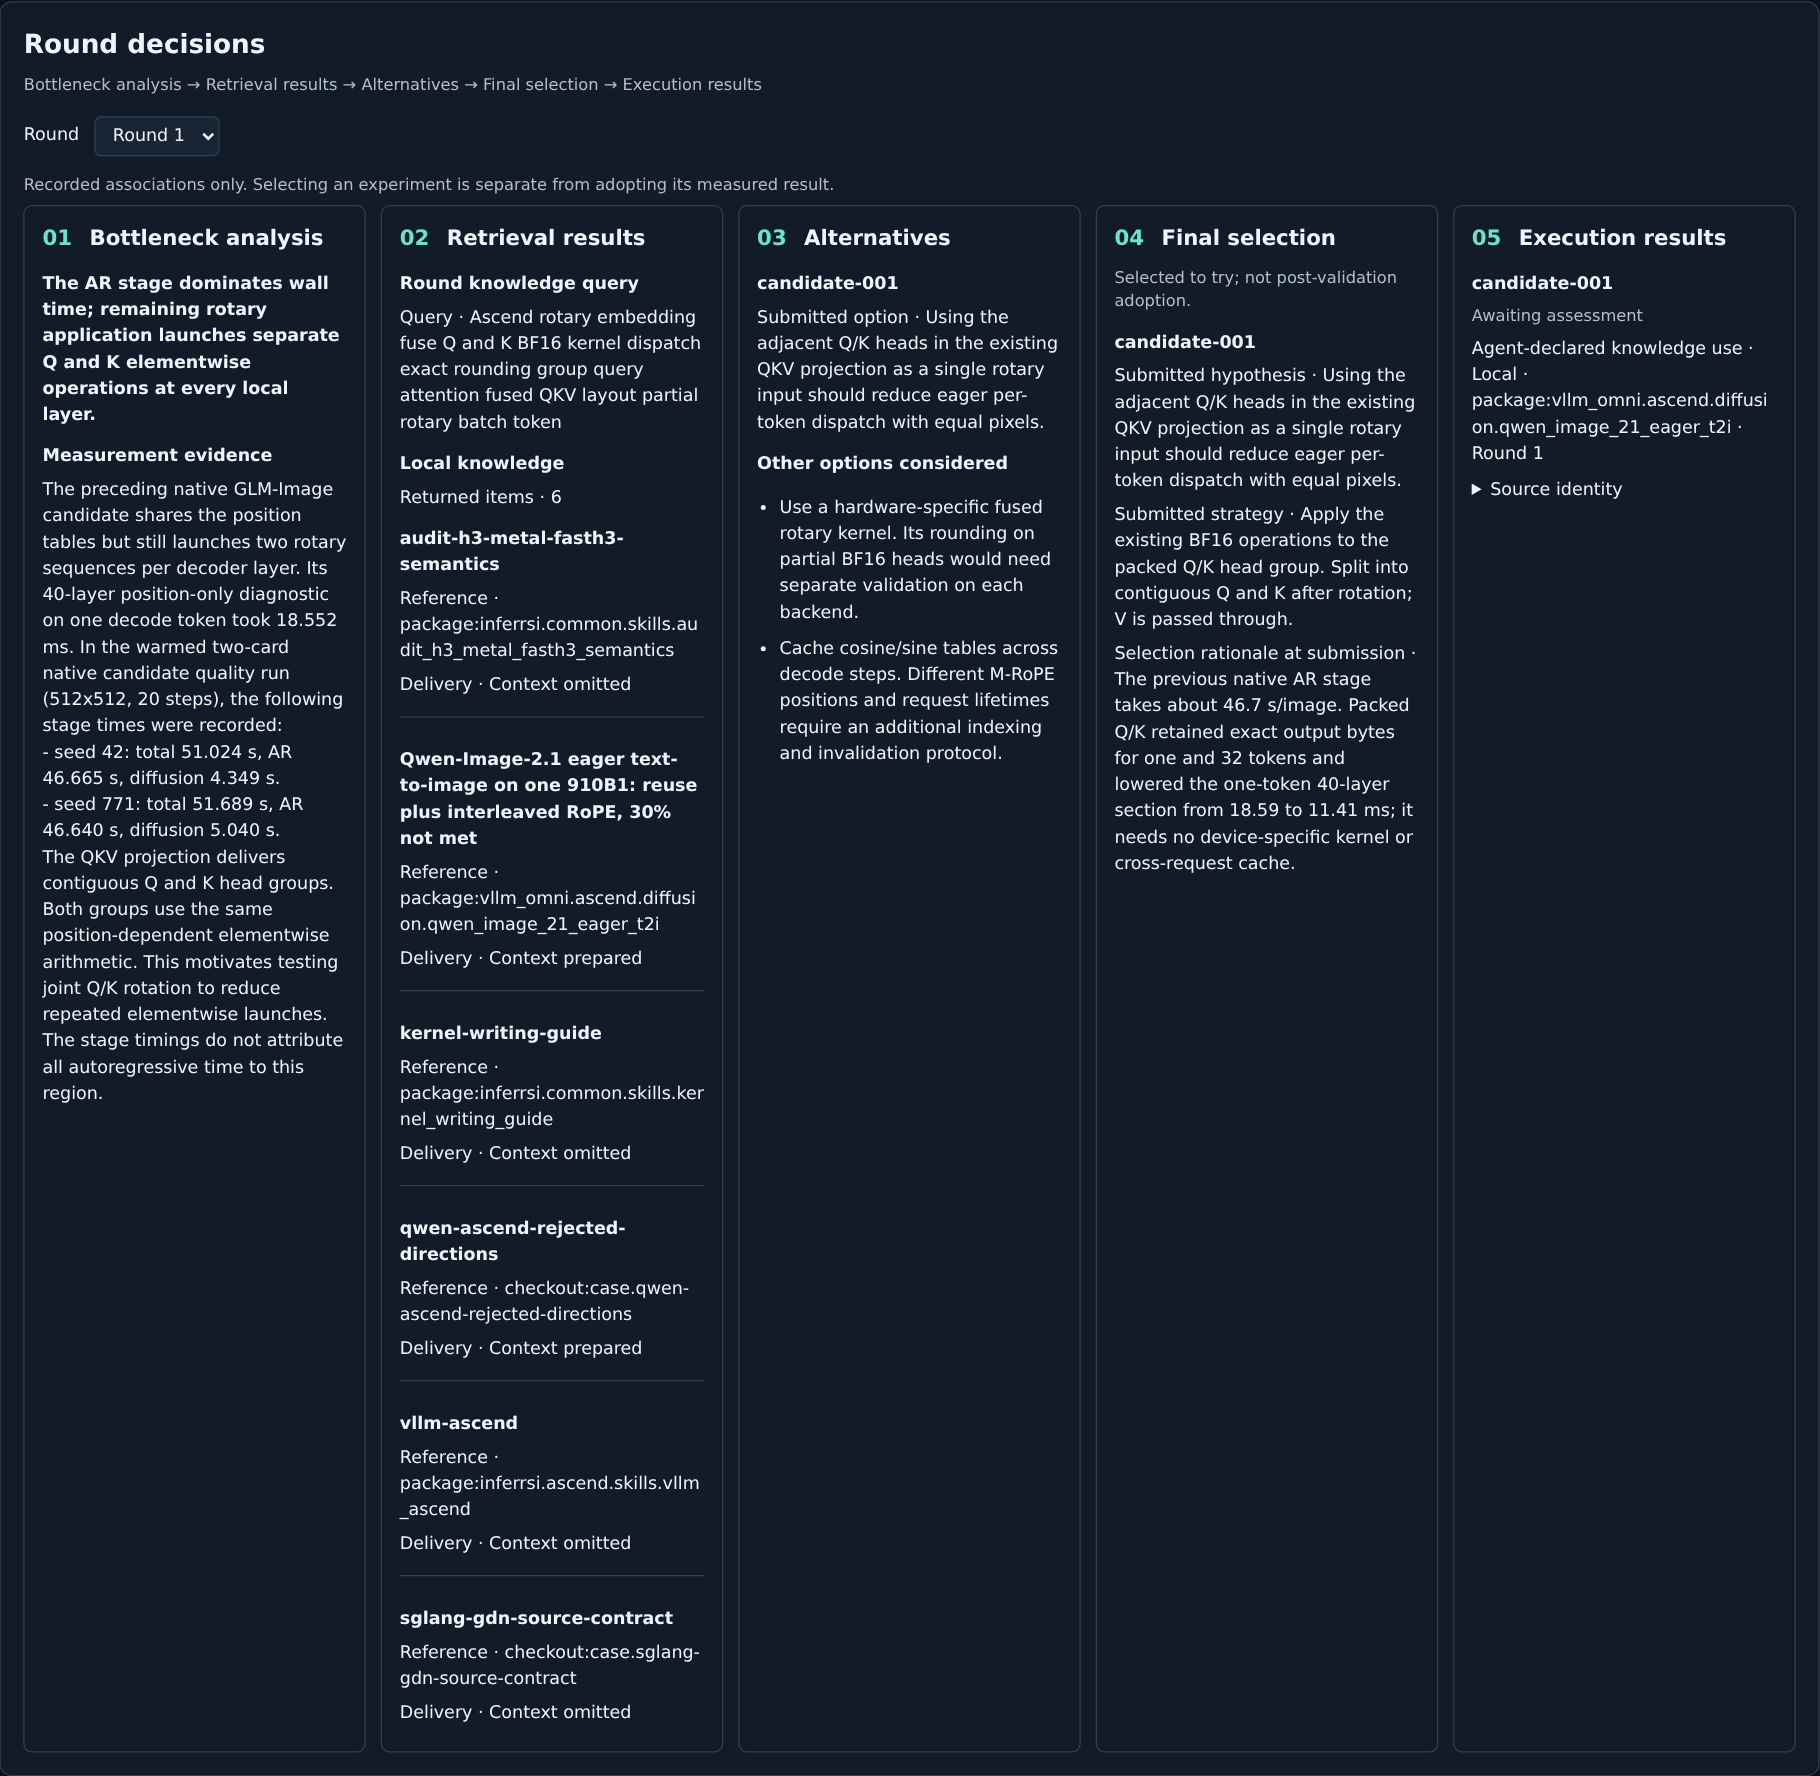 Round decisions
Bottleneck analysis → Retrieval results → Alternatives → Final selection → Execution results
Round
Round 1
Recorded associations only. Selecting an experiment is separate from adopting its measured result.
01 Bottleneck analysis
The AR stage dominates wall
time; remaining rotary
application launches separate
Q and K elementwise
operations at every local
layer.
Measurement evidence
The preceding native GLM-Image
candidate shares the position
tables but still launches two rotary
sequences per decoder layer. Its
40-layer position-only diagnostic
on one decode token took 18.552
ms. In the warmed two-card
native candidate quality run
(512x512, 20 steps), the following
stage times were recorded:
- seed 42: total 51.024 s, AR
46.665 s, diffusion 4.349 s.
- seed 771: total 51.689 s, AR
46.640 s, diffusion 5.040 s.
The QKV projection delivers
contiguous Q and K head groups.
Both groups use the same
position-dependent elementwise
arithmetic. This motivates testing
joint Q/K rotation to reduce
repeated elementwise launches.
The stage timings do not attribute
all autoregressive time to this
region.
02 Retrieval results
Round knowledge query
Query · Ascend rotary embedding
fuse Q and K BF16 kernel dispatch
exact rounding group query
attention fused QKV layout partial
rotary batch token
Local knowledge
Returned items · 6
audit-h3-metal-fasth3-
semantics
Reference ·
package:inferrsi.common.skills.au
dit_h3_metal_fasth3_semantics
Delivery · Context omitted
Qwen-Image-2.1 eager text-
to-image on one 910B1: reuse
plus interleaved RoPE, 30%
not met
Reference ·
package:vllm_omni.ascend.diffusi
on.qwen_image_21_eager_t2i
Delivery · Context prepared
kernel-writing-guide
Reference ·
package:inferrsi.common.skills.ker
nel_writing_guide
Delivery · Context omitted
qwen-ascend-rejected-
directions
Reference · checkout:case.qwen-
ascend-rejected-directions
Delivery · Context prepared
vllm-ascend
Reference ·
package:inferrsi.ascend.skills.vllm
_ascend
Delivery · Context omitted
sglang-gdn-source-contract
Reference · checkout:case.sglang-
gdn-source-contract
Delivery · Context omitted
03 Alternatives
candidate-001
Submitted option · Using the
adjacent Q/K heads in the existing
QKV projection as a single rotary
input should reduce eager per-
token dispatch with equal pixels.
Other options considered
• Use a hardware-specific fused
rotary kernel. Its rounding on
partial BF16 heads would need
separate validation on each
backend.
• Cache cosine/sine tables across
decode steps. Different M-RoPE
positions and request lifetimes
require an additional indexing
and invalidation protocol.
04 Final selection
Selected to try; not post-validation
adoption.
candidate-001
Submitted hypothesis · Using the
adjacent Q/K heads in the existing
QKV projection as a single rotary
input should reduce eager per-
token dispatch with equal pixels.
Submitted strategy · Apply the
existing BF16 operations to the
packed Q/K head group. Split into
contiguous Q and K after rotation;
V is passed through.
Selection rationale at submission ·
The previous native AR stage
takes about 46.7 s/image. Packed
Q/K retained exact output bytes
for one and 32 tokens and
lowered the one-token 40-layer
section from 18.59 to 11.41 ms; it
needs no device-specific kernel or
cross-request cache.
05 Execution results
candidate-001
Awaiting assessment
Agent-declared knowledge use ·
Local ·
package:vllm_omni.ascend.diffusi
on.qwen_image_21_eager_t2i ·
Round 1
▶ Source identity